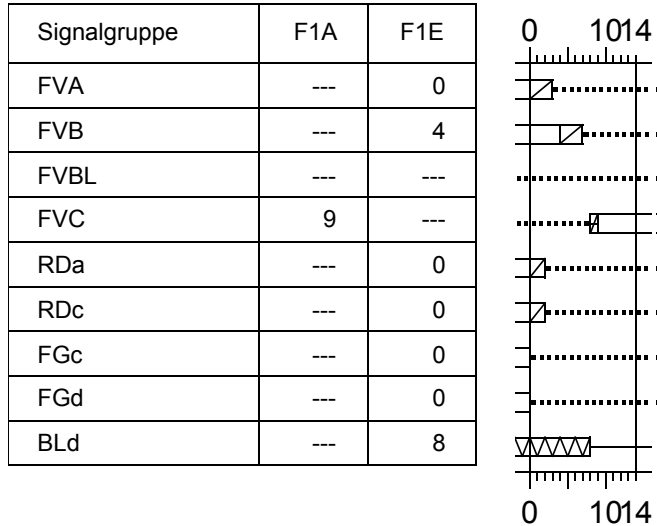 Signalgruppe F1A F1E 0 1014
FVA --- 0
FVB --- 4
FVBL --- ---
FVC 9 ---
RDa --- 0
RDc --- 0
FGc --- 0
FGd --- 0
BLd --- 8
0 1014